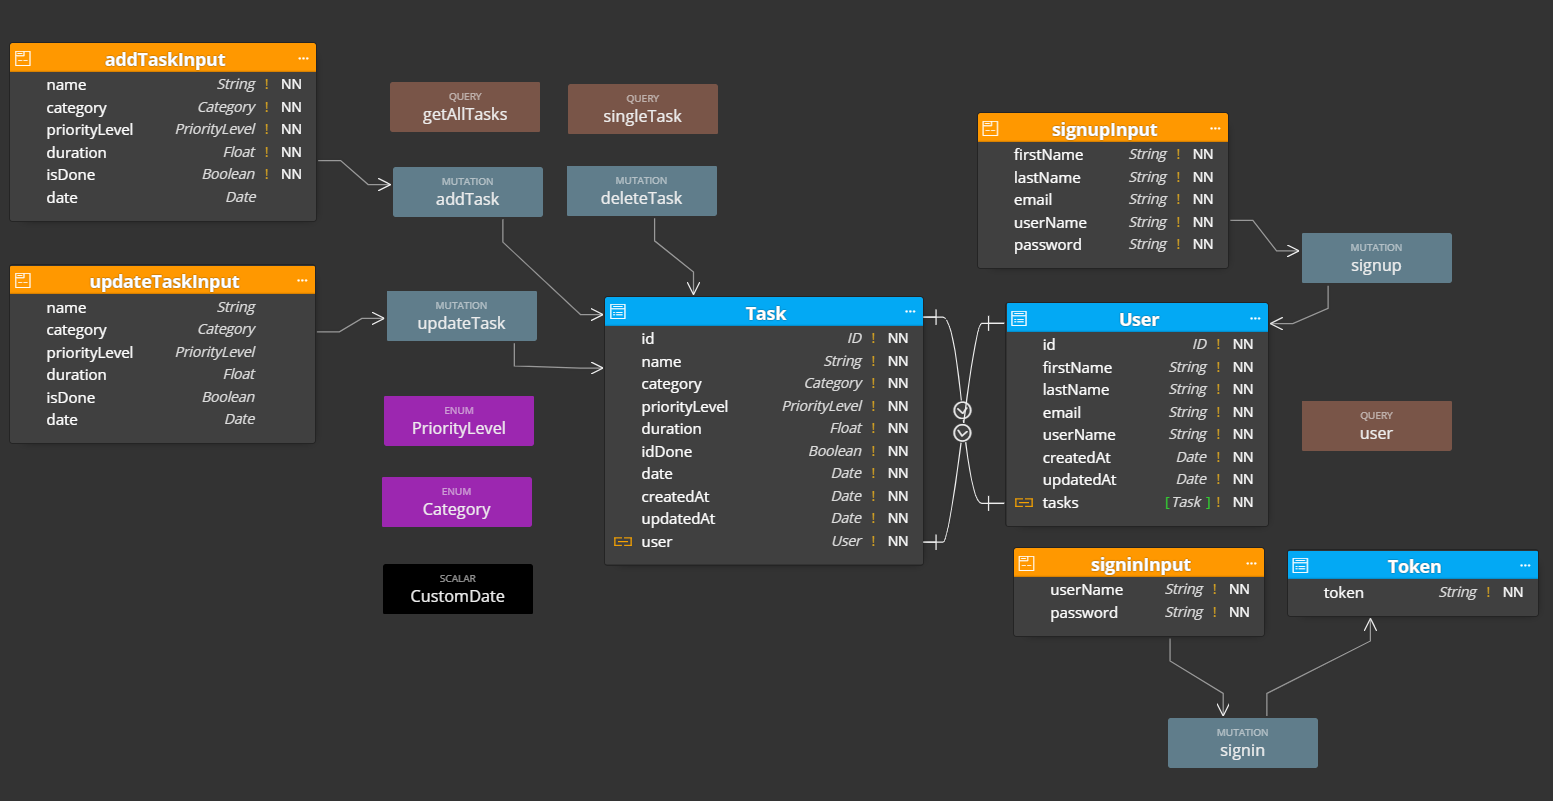 addTaskInput ...
name String ! NN
category Category ! NN
priorityLevel PriorityLevel ! NN
duration Float ! NN
isDone Boolean ! NN
date Date
QUERY
getAllTasks
QUERY
singleTask
MUTATION
addTask
MUTATION
deleteTask
signupInput ...
firstName String ! NN
lastName String ! NN
email String ! NN
userName String ! NN
password String ! NN
MUTATION
signup
updateTaskInput ...
name String
category Category
priorityLevel PriorityLevel
duration Float
isDone Boolean
date Date
MUTATION
updateTask
ENUM
PriorityLevel
ENUM
Category
SCALAR
CustomDate
Task ...
id ID ! NN
name String ! NN
category Category ! NN
priorityLevel PriorityLevel ! NN
duration Float ! NN
idDone Boolean ! NN
date Date ! NN
createdAt Date ! NN
updatedAt Date ! NN
user User ! NN
User ...
id ID ! NN
firstName String ! NN
lastName String ! NN
email String ! NN
userName String ! NN
createdAt Date ! NN
updatedAt Date ! NN
tasks [ Task ] ! NN
QUERY
user
signinInput ...
userName String ! NN
password String ! NN
Token ...
token String ! NN
MUTATION
signin